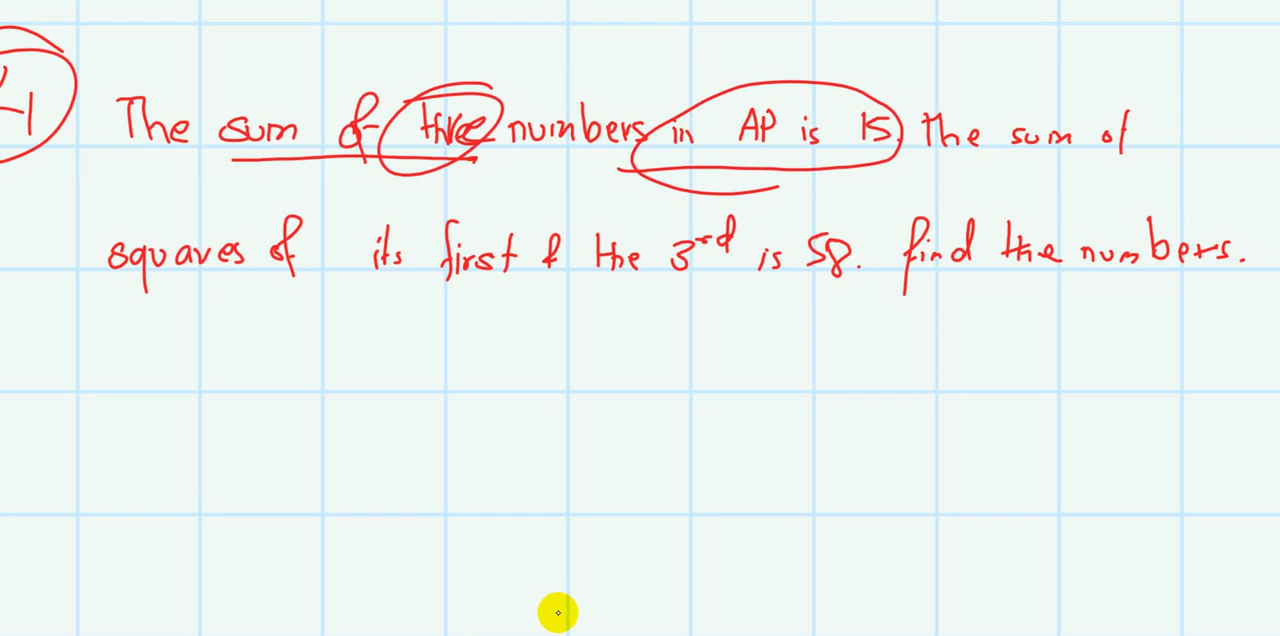 The sum of three numbers in AP is 15, the sum of
squares of its first & the 3rd is 58. find the numbers.